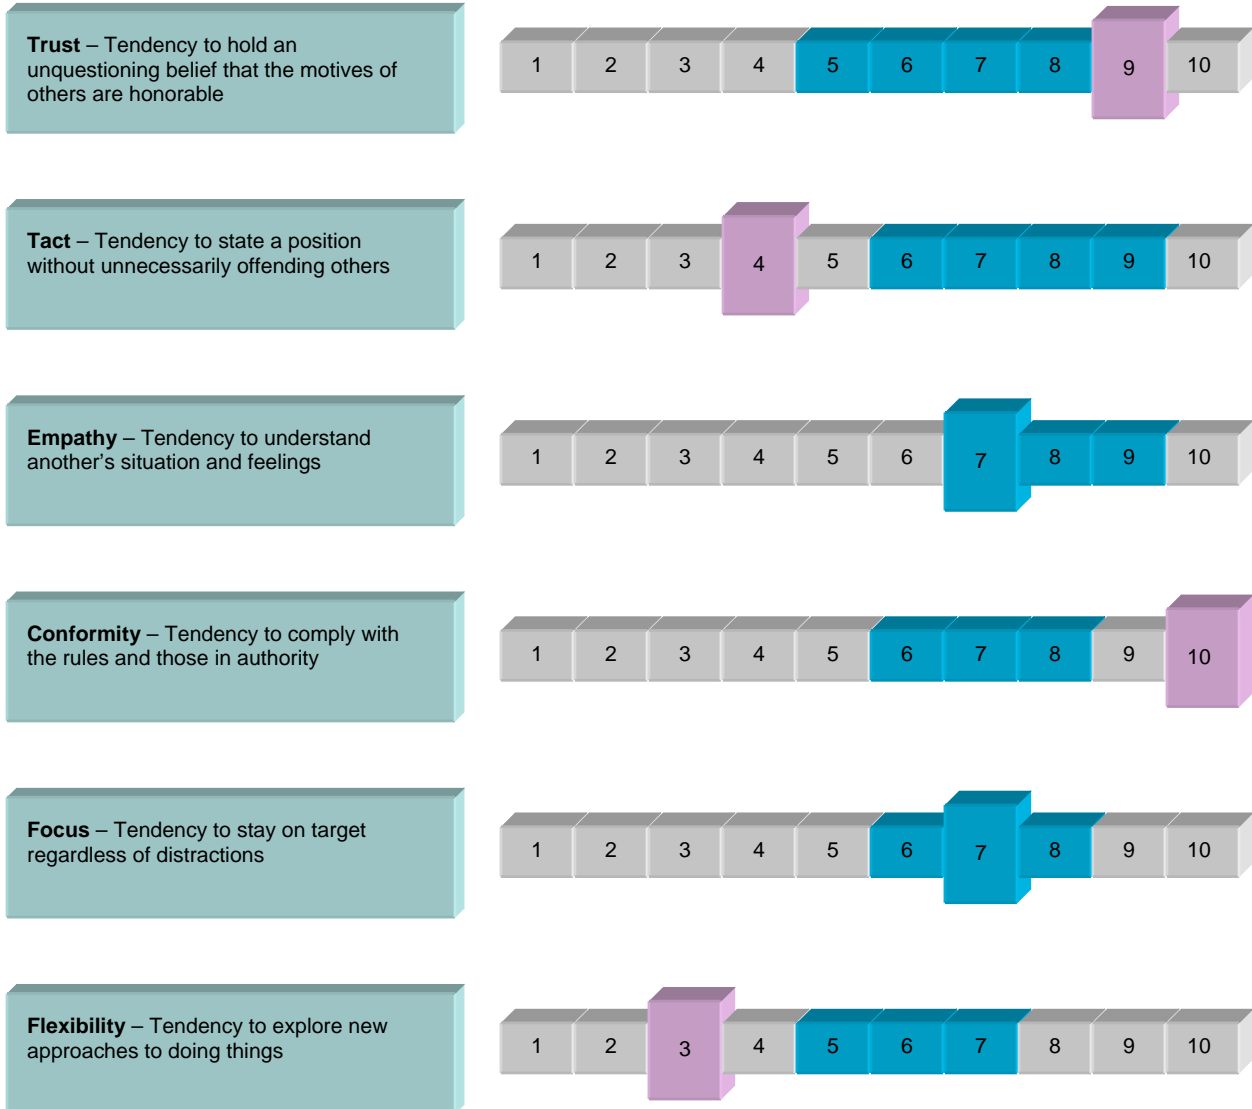 Trust – Tendency to hold an
unquestioning belief that the motives of
others are honorable
1 2 3 4 5 6 7 8 9 10
Tact – Tendency to state a position
without unnecessarily offending others
1 2 3 4 5 6 7 8 9 10
Empathy – Tendency to understand
another’s situation and feelings
1 2 3 4 5 6 7 8 9 10
Conformity – Tendency to comply with
the rules and those in authority
1 2 3 4 5 6 7 8 9 10
Focus – Tendency to stay on target
regardless of distractions
1 2 3 4 5 6 7 8 9 10
Flexibility – Tendency to explore new
approaches to doing things
1 2 3 4 5 6 7 8 9 10